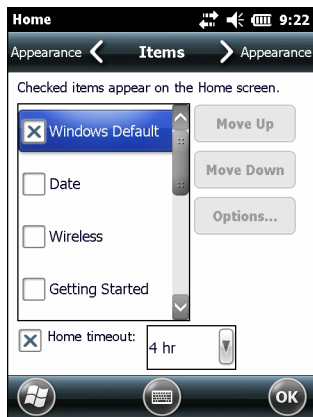 Home 9:22
Appearance Items Appearance
Checked items appear on the Home screen.
Windows Default
Date
Wireless
Getting Started
Move Up
Move Down
Options...
Home timeout: 4 hr
OK